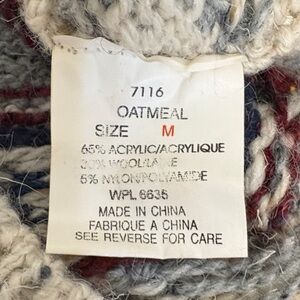 7116
OATMEAL
SIZE M
65% ACRYLIC/ACRYLIQUE
30% WOOL/LAINE
5% NYLON/POLYAMIDE
WPL 6635
MADE IN CHINA
FABRIQUE A CHINA
SEE REVERSE FOR CARE